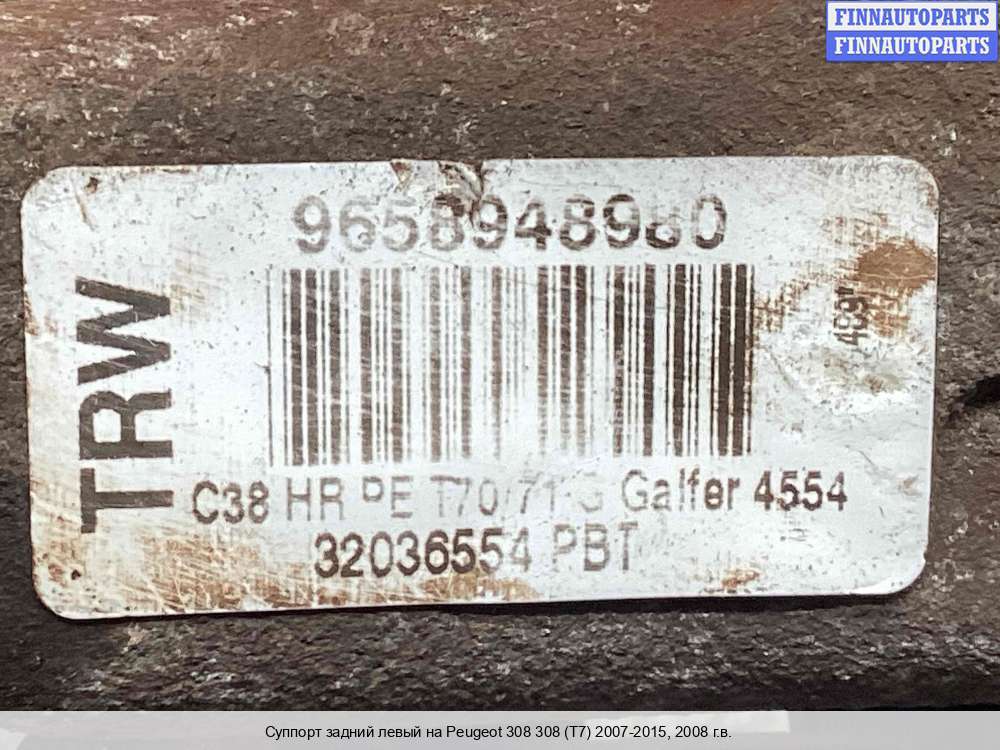 FINNAUTOPARTS
FINNAUTOPARTS
9658948980
TRW
C38 HR PE T70/71 G Galfer 4554
32036554 PBT
Суппорт задний левый на Peugeot 308 308 (T7) 2007-2015, 2008 г.в.